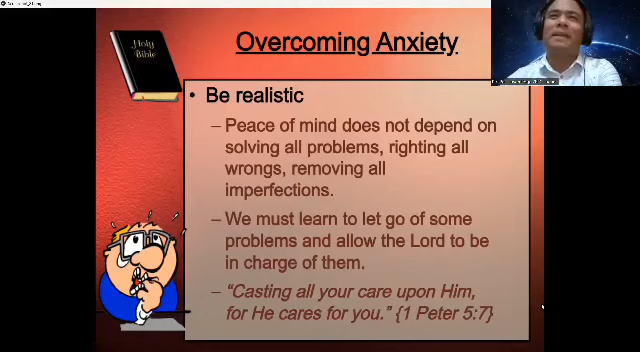 Holy
Bible
Overcoming Anxiety
• Be realistic
– Peace of mind does not depend on
solving all problems, righting all
wrongs, removing all
imperfections.
– We must learn to let go of some
problems and allow the Lord to be
in charge of them.
– “Casting all your care upon Him,
for He cares for you.” {1 Peter 5:7}